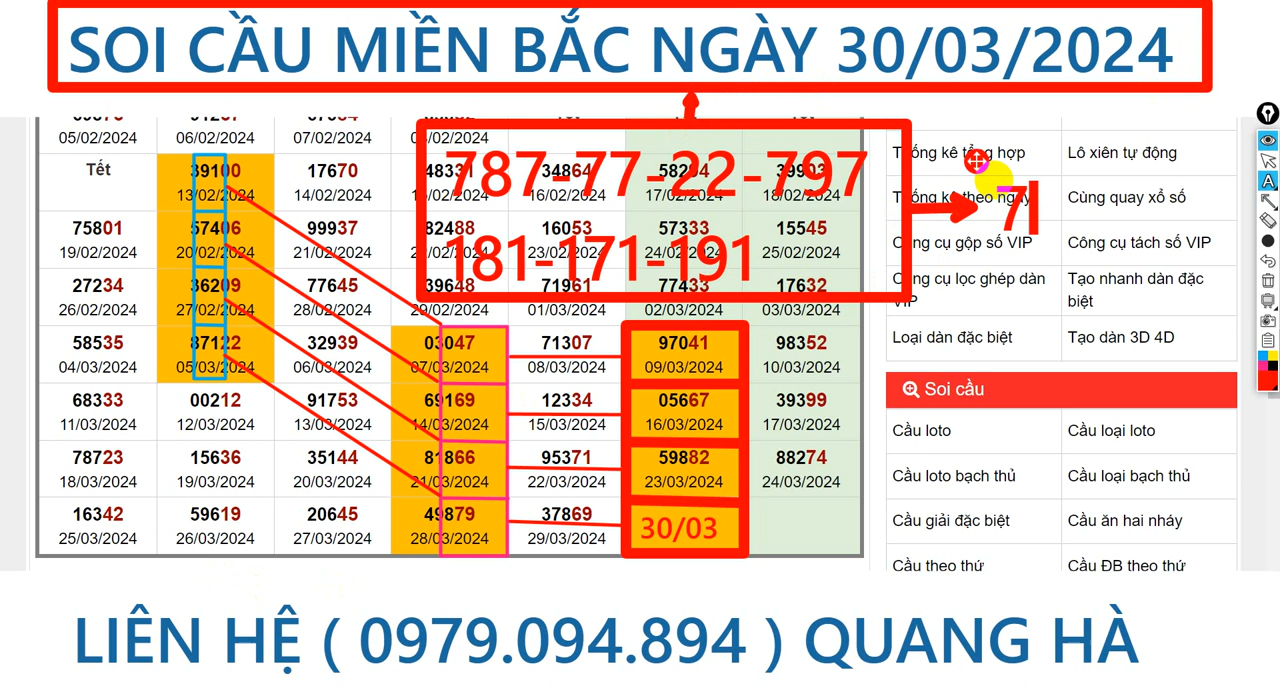 SOI CẦU MIỀN BẮC NGÀY 30/03/2024
05/02/2024 06/02/2024 07/02/2024
787-77-22-797
181-171-191
7
Tết 39100 17670 34864
13/02/2024 14/02/2024 16/02/2024 17/02/2024 18/02/2024
75801 57406 99937 82488 16053 57333 15545
19/02/2024 20/02/2024 21/02/2024 23/02/2024 24/02/2024 25/02/2024
27234 36209 77645 39648 71961 77433 17632
26/02/2024 27/02/2024 28/02/2024 29/02/2024 01/03/2024 02/03/2024 03/03/2024
58535 87122 32939 03047 71307 97041 98352
04/03/2024 05/03/2024 06/03/2024 07/03/2024 08/03/2024 09/03/2024 10/03/2024
68333 00212 91753 69169 12334 05667 39399
11/03/2024 12/03/2024 13/03/2024 14/03/2024 15/03/2024 16/03/2024 17/03/2024
78723 15636 35144 81866 95371 59882 88274
18/03/2024 19/03/2024 20/03/2024 21/03/2024 22/03/2024 23/03/2024 24/03/2024
16342 59619 20645 49879 37869 30/03
25/03/2024 26/03/2024 27/03/2024 28/03/2024 29/03/2024
Thống kê tổng hợp Lô xiên tự động
Thống kê theo ngày Cùng quay xổ số
Công cụ gộp số VIP Công cụ tách số VIP
Công cụ lọc ghép dàn Tạo nhanh dàn đặc
VIP biệt
Loại dàn đặc biệt Tạo dàn 3D 4D
Soi cầu
Cầu loto Cầu loại loto
Cầu loto bạch thủ Cầu loại bạch thủ
Cầu giải đặc biệt Cầu ăn hai nháy
Cầu theo thứ Cầu ĐB theo thứ
LIÊN HỆ ( 0979.094.894 ) QUANG HÀ